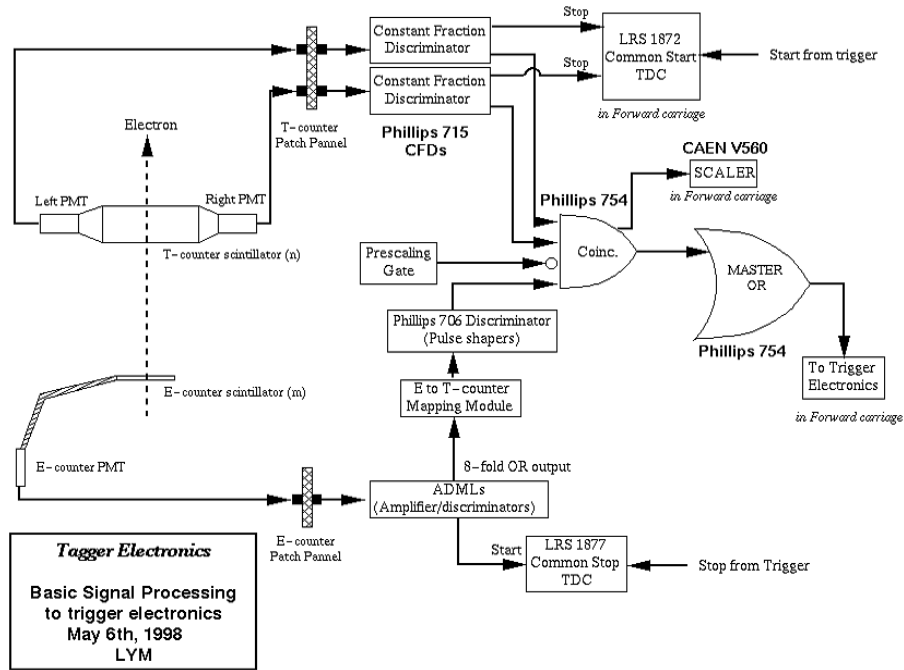 Stop
Constant Fraction
Discriminator
LRS 1872
Common Start
TDC
Start from trigger
in Forward carriage
Stop
Constant Fraction
Discriminator
Phillips 715
CFDs
T-counter
Patch Pannel
Electron
Left PMT
Right PMT
T-counter scintillator (n)
CAEN V560
SCALER
in Forward carriage
Phillips 754
Coinc.
Prescaling
Gate
MASTER
OR
Phillips 754
Phillips 706 Discriminator
(Pulse shapers)
To Trigger
Electronics
in Forward carriage
E to T-counter
Mapping Module
E-counter scintillator (m)
E-counter PMT
8-fold OR output
ADMLs
(Amplifier/discriminators)
E-counter
Patch Pannel
Start
LRS 1877
Common Stop
TDC
Stop from Trigger
Tagger Electronics
Basic Signal Processing
to trigger electronics
May 6th, 1998
LYM